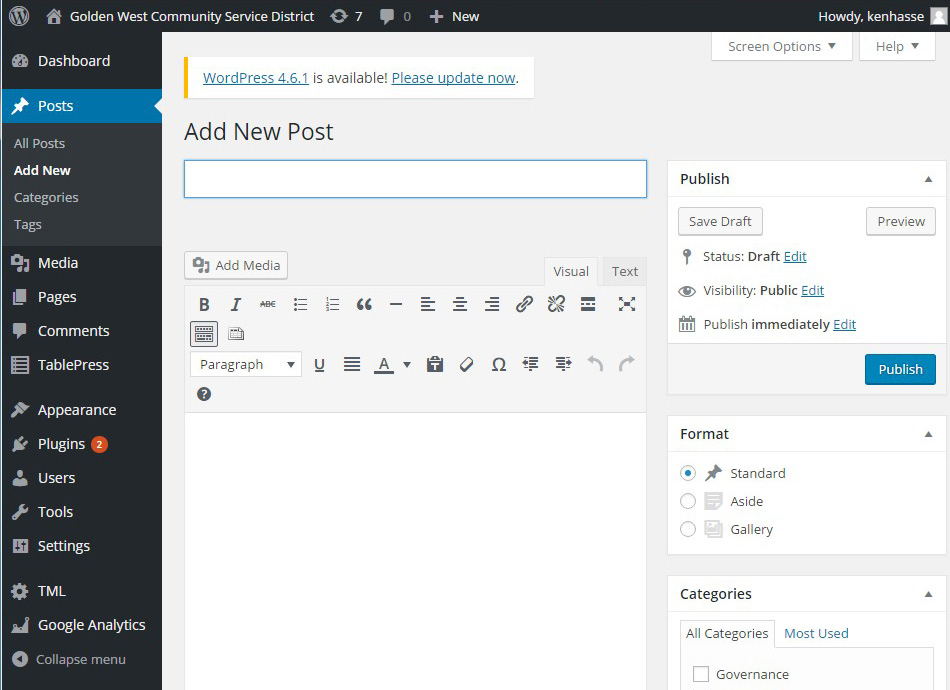 Golden West Community Service District 7 0 New Howdy, kenhasse
Dashboard
Posts
All Posts
Add New
Categories
Tags
Media
Pages
Comments
TablePress
Appearance
Plugins 2
Users
Tools
Settings
TML
Google Analytics
Collapse menu
Screen Options Help
WordPress 4.6.1 is available! Please update now.
Add New Post
Add Media
Visual Text
B I ABC
Paragraph U A Ω
Publish
Save Draft Preview
Status: Draft Edit
Visibility: Public Edit
Publish immediately Edit
Publish
Format
Standard
Aside
Gallery
Categories
All Categories Most Used
Governance